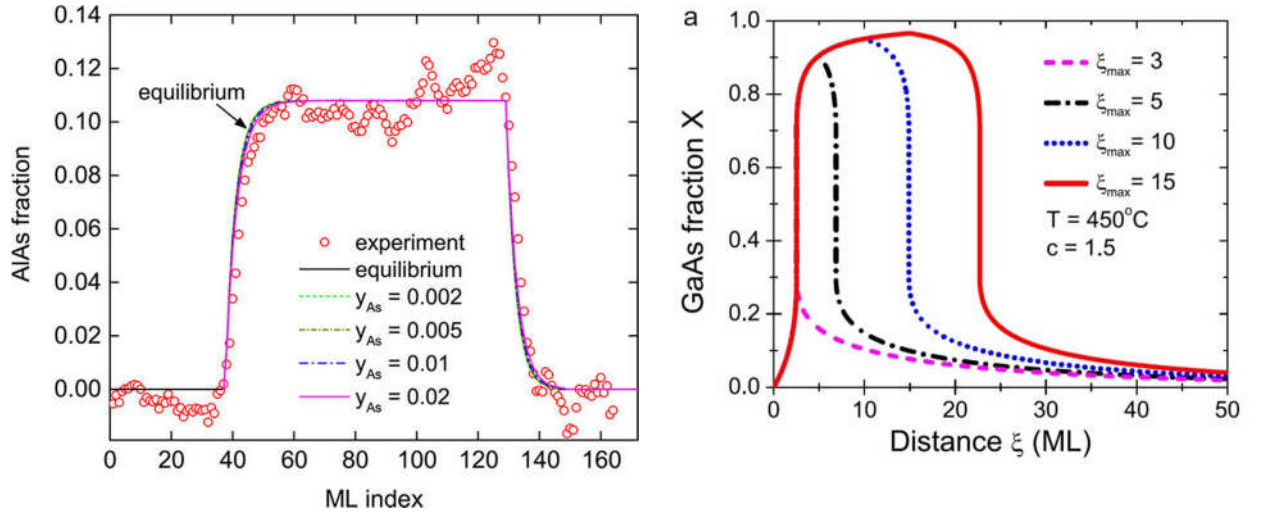 0.14
0.12
0.10
0.08
0.06
0.04
0.02
0.00
AlAs fraction
equilibrium
experiment
equilibrium
y_As = 0.002
y_As = 0.005
y_As = 0.01
y_As = 0.02
0 20 40 60 80 100 120 140 160
ML index
a
1.0
0.8
0.6
0.4
0.2
0.0
GaAs fraction X
ξ_max = 3
ξ_max = 5
ξ_max = 10
ξ_max = 15
T = 450°C
c = 1.5
0 10 20 30 40 50
Distance ξ (ML)